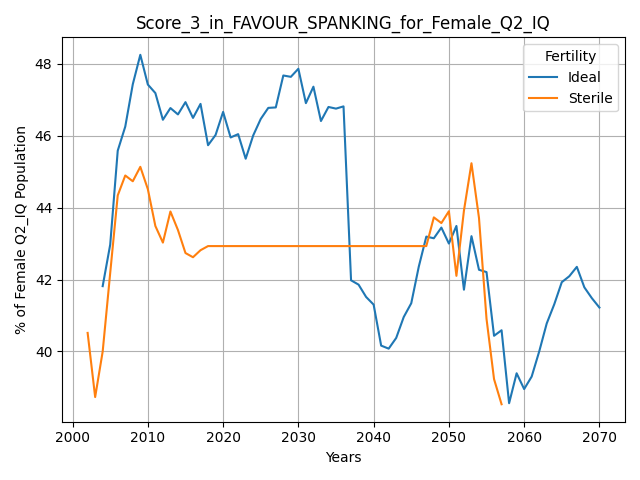 Score_3_in_FAVOUR_SPANKING_for_Female_Q2_IQ
Fertility
Ideal
Sterile
% of Female Q2_IQ Population
48
46
44
42
40
2000 2010 2020 2030 2040 2050 2060 2070
Years